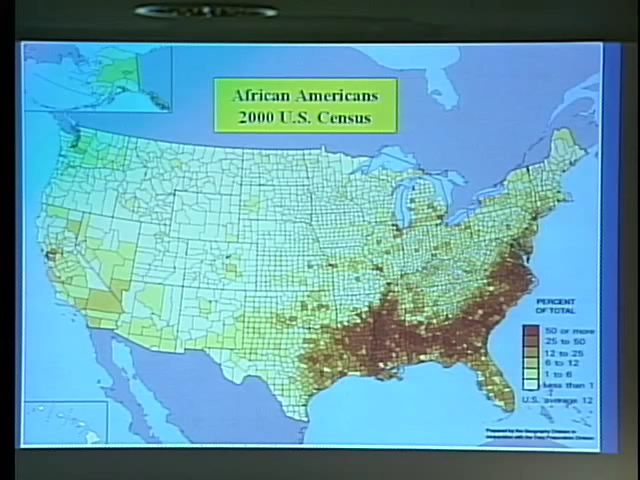 African Americans
2000 U.S. Census
PERCENT
OF TOTAL
50 or more
25 to 50
12 to 25
6 to 12
1 to 6
Less than 1
U.S. average 12